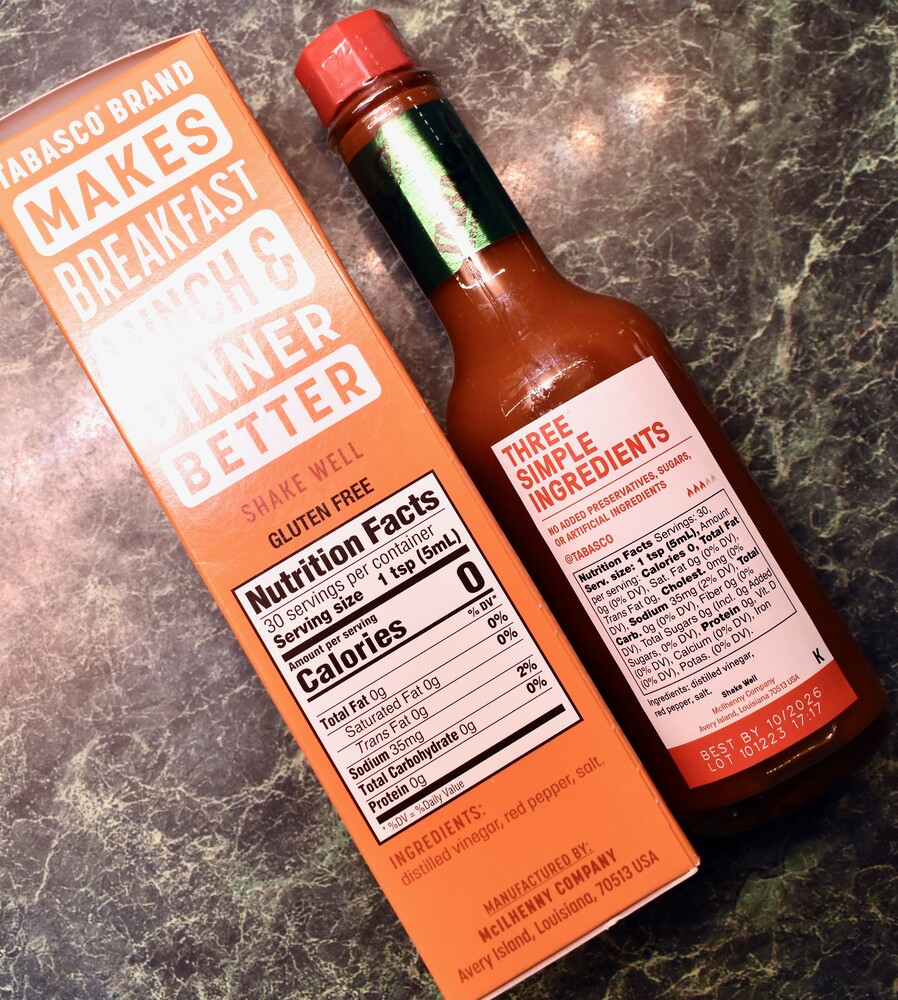 TABASCO® BRAND
MAKES
BREAKFAST
LUNCH &
DINNER
BETTER
SHAKE WELL
GLUTEN FREE
Nutrition Facts
30 servings per container
Serving size 1 tsp (5mL)
Amount per serving
Calories 0
% DV*
Total Fat 0g 0%
Saturated Fat 0g 0%
Trans Fat 0g
Sodium 35mg 2%
Total Carbohydrate 0g 0%
Protein 0g
* %DV = %Daily Value
INGREDIENTS:
distilled vinegar, red pepper, salt.
MANUFACTURED BY:
McILHENNY COMPANY
Avery Island, Louisiana, 70513 USA
THREE
SIMPLE
INGREDIENTS
NO ADDED PRESERVATIVES, SUGARS,
OR ARTIFICIAL INGREDIENTS
@TABASCO
Nutrition Facts Servings: 30,
Serv. size: 1 tsp (5mL), Amount
per serving: Calories 0, Total Fat
0g (0% DV), Sat. Fat 0g (0% DV),
Trans Fat 0g, Cholest. 0mg (0%
DV), Sodium 35mg (2% DV), Total
Carb. 0g (0% DV), Fiber 0g (0%
DV), Total Sugars 0g (Incl. 0g Added
Sugars, 0% DV), Protein 0g, Vit. D
(0% DV), Calcium (0% DV), Iron
(0% DV), Potas. (0% DV).
Ingredients: distilled vinegar,
red pepper, salt.
Shake Well
McIlhenny Company
Avery Island, Louisiana 70513 USA
K
BEST BY 10/2026
LOT 101223 17:17